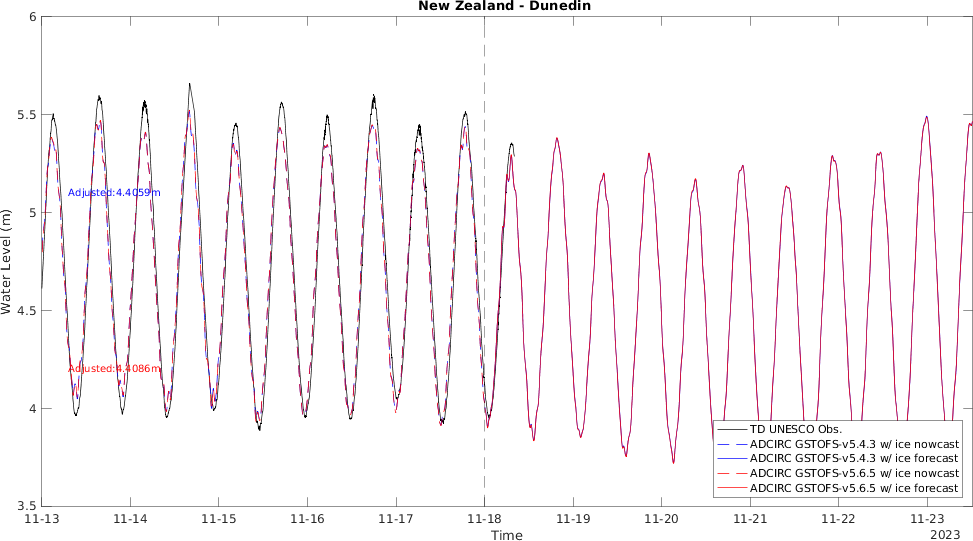 New Zealand - Dunedin
6
5.5
5
4.5
4
3.5
Water Level (m)
Adjusted:4.4059m
Adjusted:4.4086m
TD UNESCO Obs.
ADCIRC GSTOFS-v5.4.3 w/ ice nowcast
ADCIRC GSTOFS-v5.4.3 w/ ice forecast
ADCIRC GSTOFS-v5.6.5 w/ ice nowcast
ADCIRC GSTOFS-v5.6.5 w/ ice forecast
11-13 11-14 11-15 11-16 11-17 11-18 11-19 11-20 11-21 11-22 11-23
2023
Time